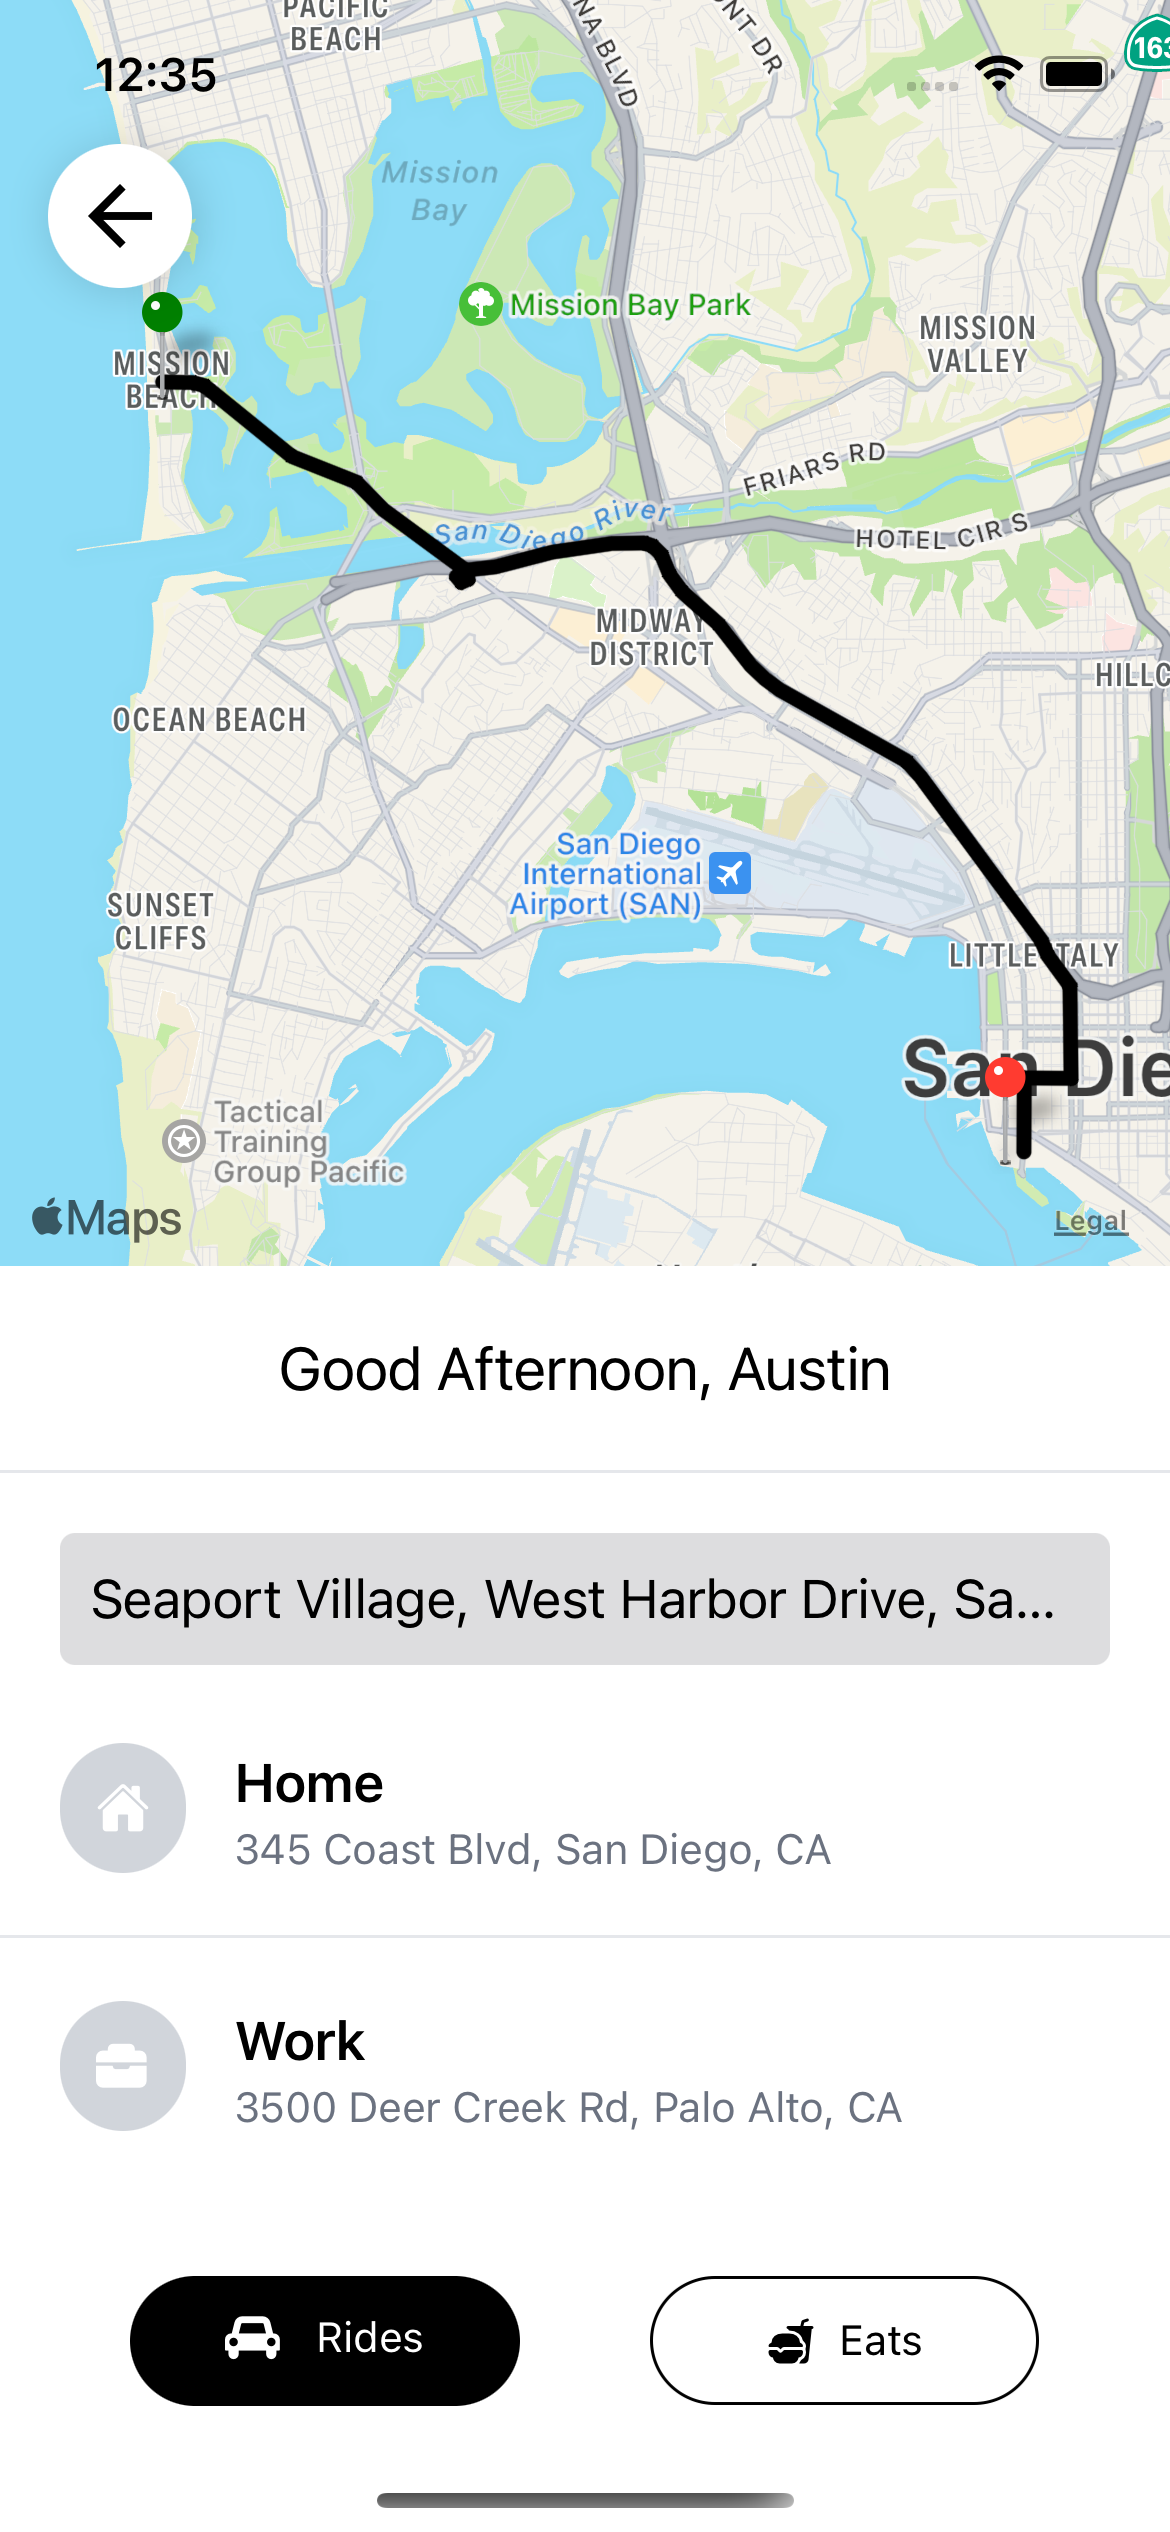 PACIFIC
BEACH
NA BLVD
NT DR
163
12:35
Mission
Bay
Mission Bay Park
MISSION
VALLEY
MISSION
BEACH
FRIARS RD
San Diego River
HOTEL CIR S
MIDWAY
DISTRICT
HILLC
OCEAN BEACH
San Diego
International
Airport (SAN)
SUNSET
CLIFFS
LITTLE ITALY
San Die
Tactical
Training
Group Pacific
Maps
Legal
Good Afternoon, Austin
Seaport Village, West Harbor Drive, Sa...
Home
345 Coast Blvd, San Diego, CA
Work
3500 Deer Creek Rd, Palo Alto, CA
Rides
Eats